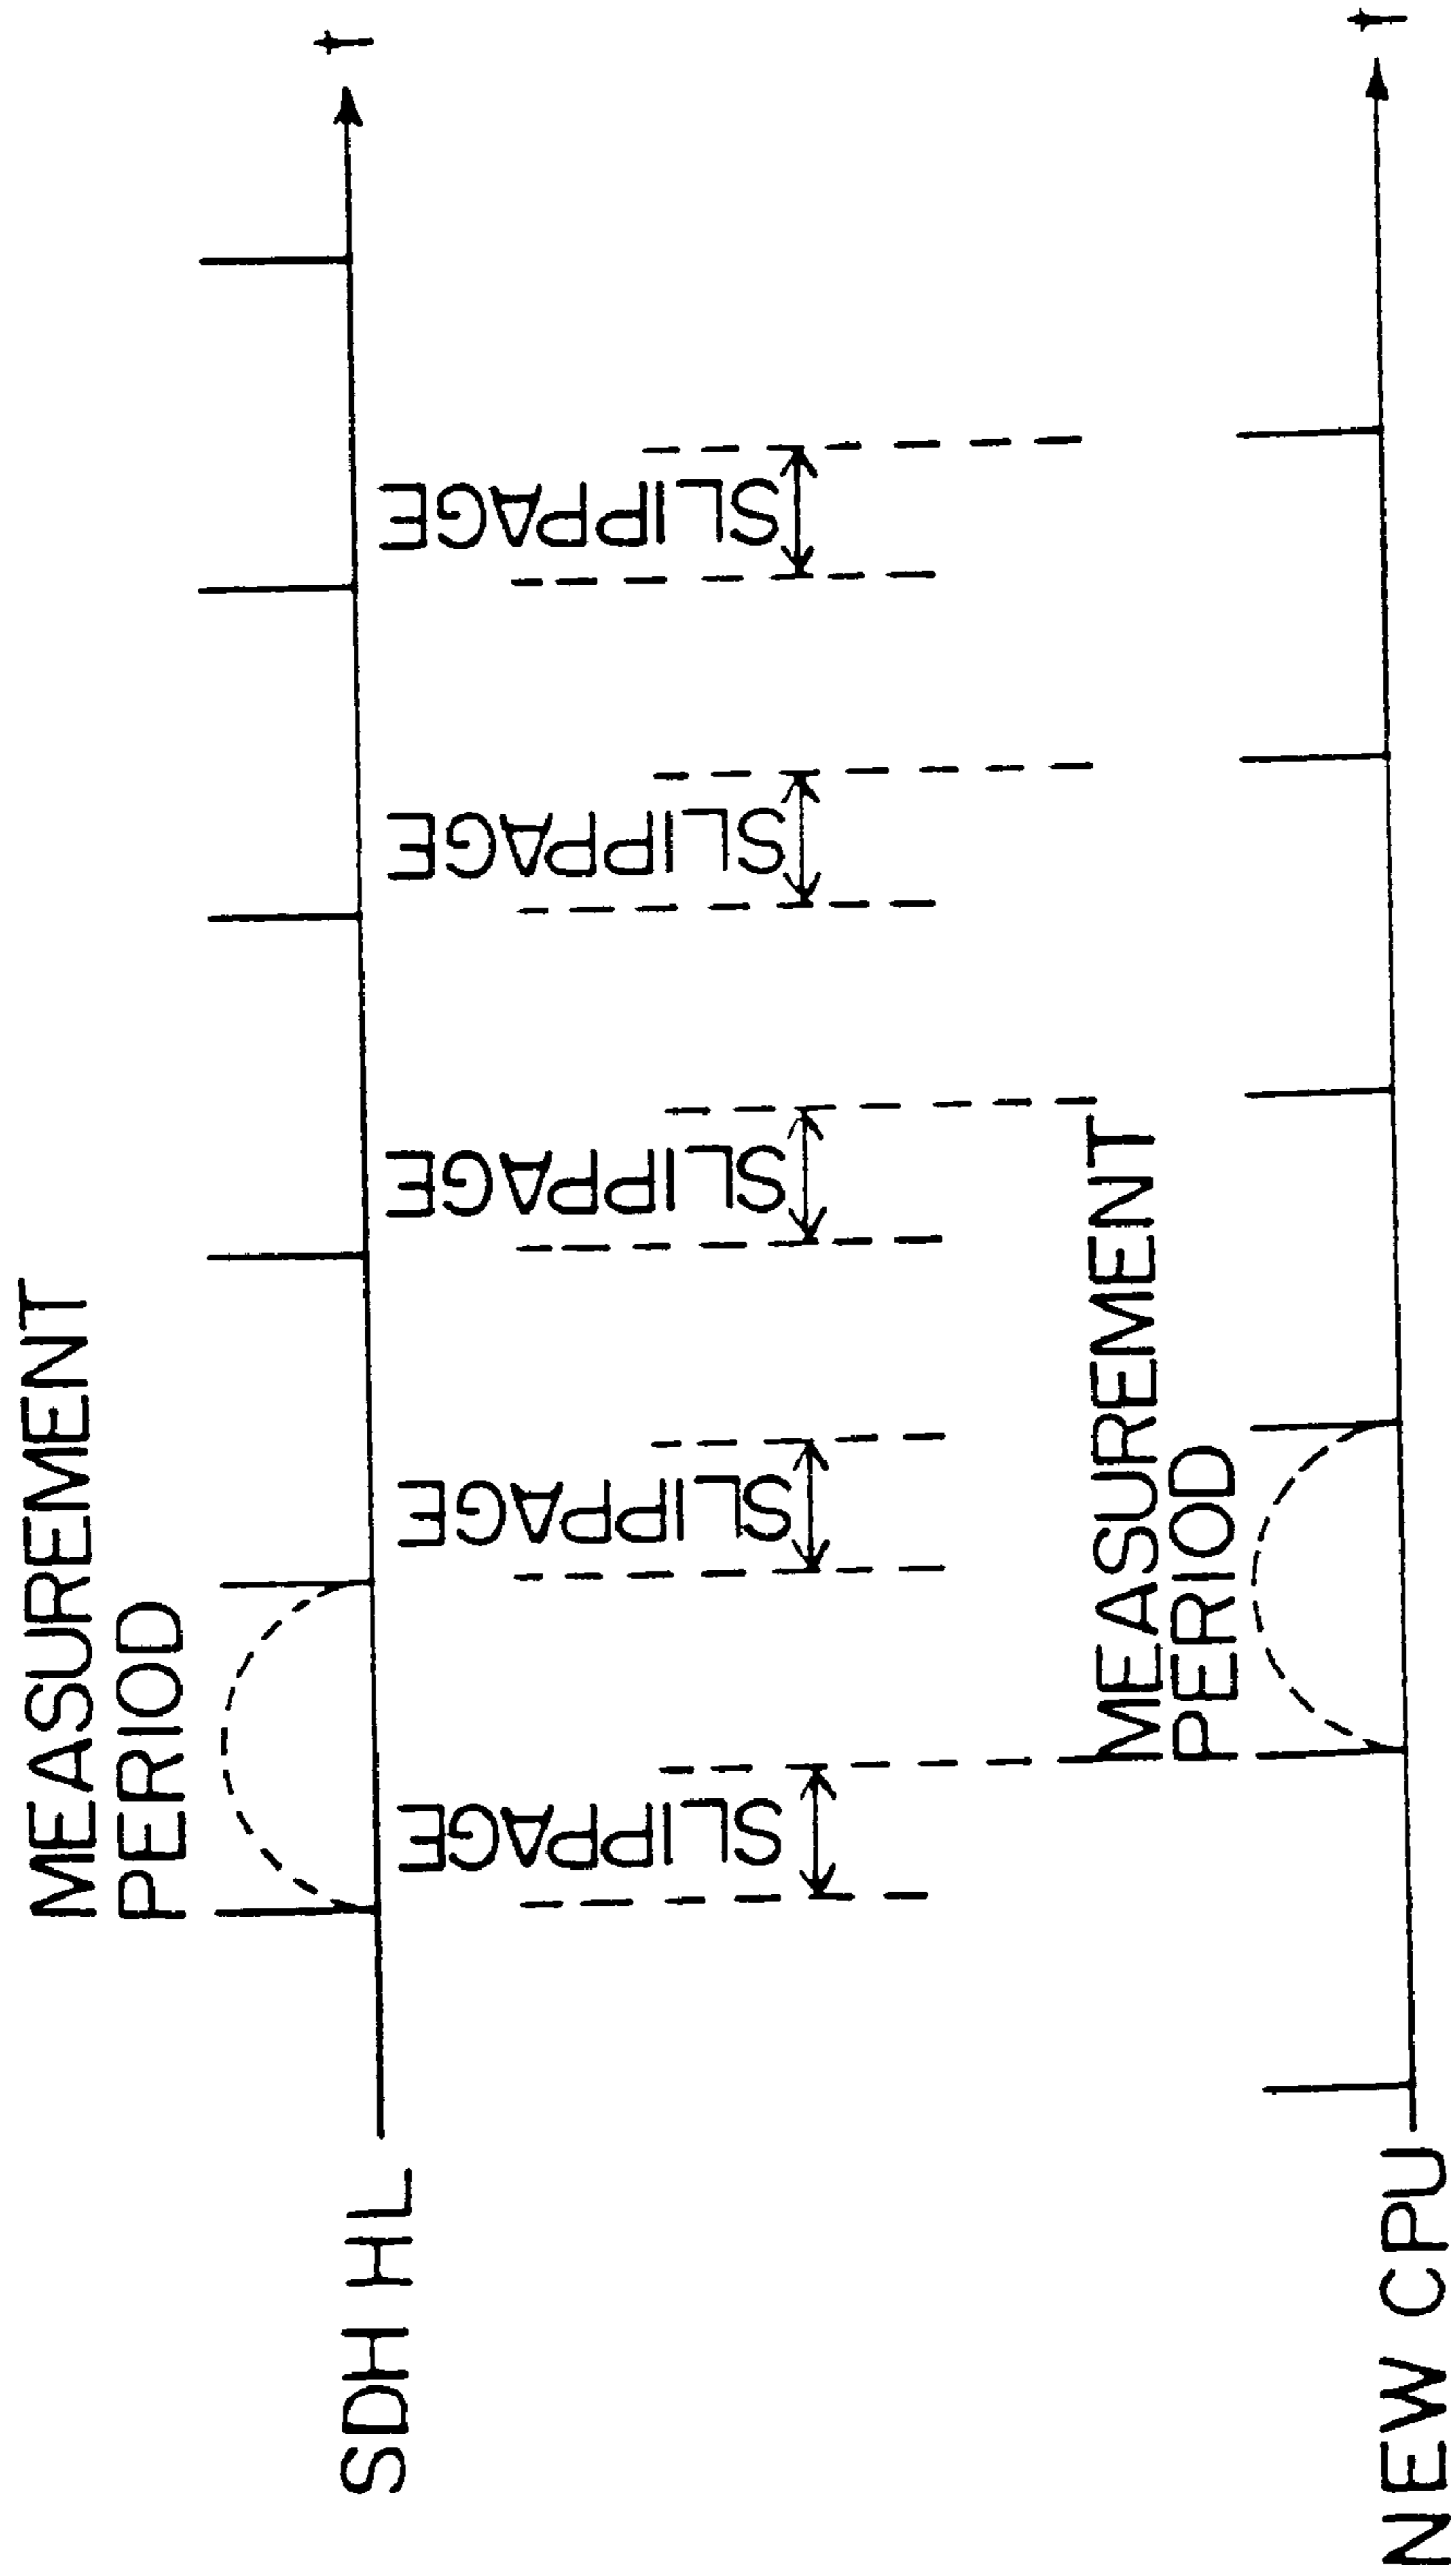 MEASUREMENT
PERIOD
SDH HL
t
SLIPPAGE
SLIPPAGE
SLIPPAGE
SLIPPAGE
SLIPPAGE
MEASUREMENT
PERIOD
NEW CPU
t